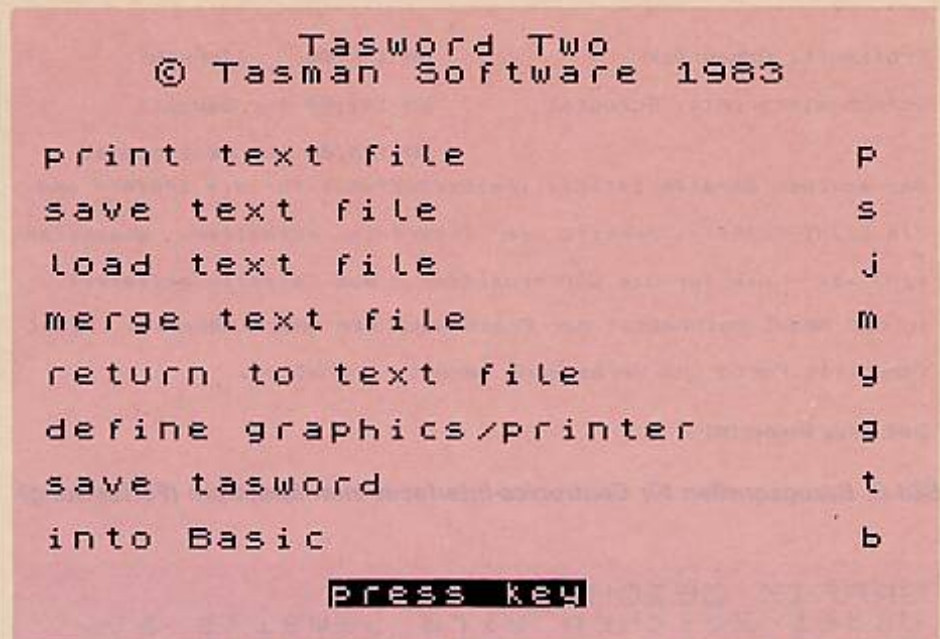 Tasword Two
© Tasman Software 1983
print text file p
save text file s
load text file j
merge text file m
return to text file y
define graphics/printer g
save tasword t
into Basic b
press key